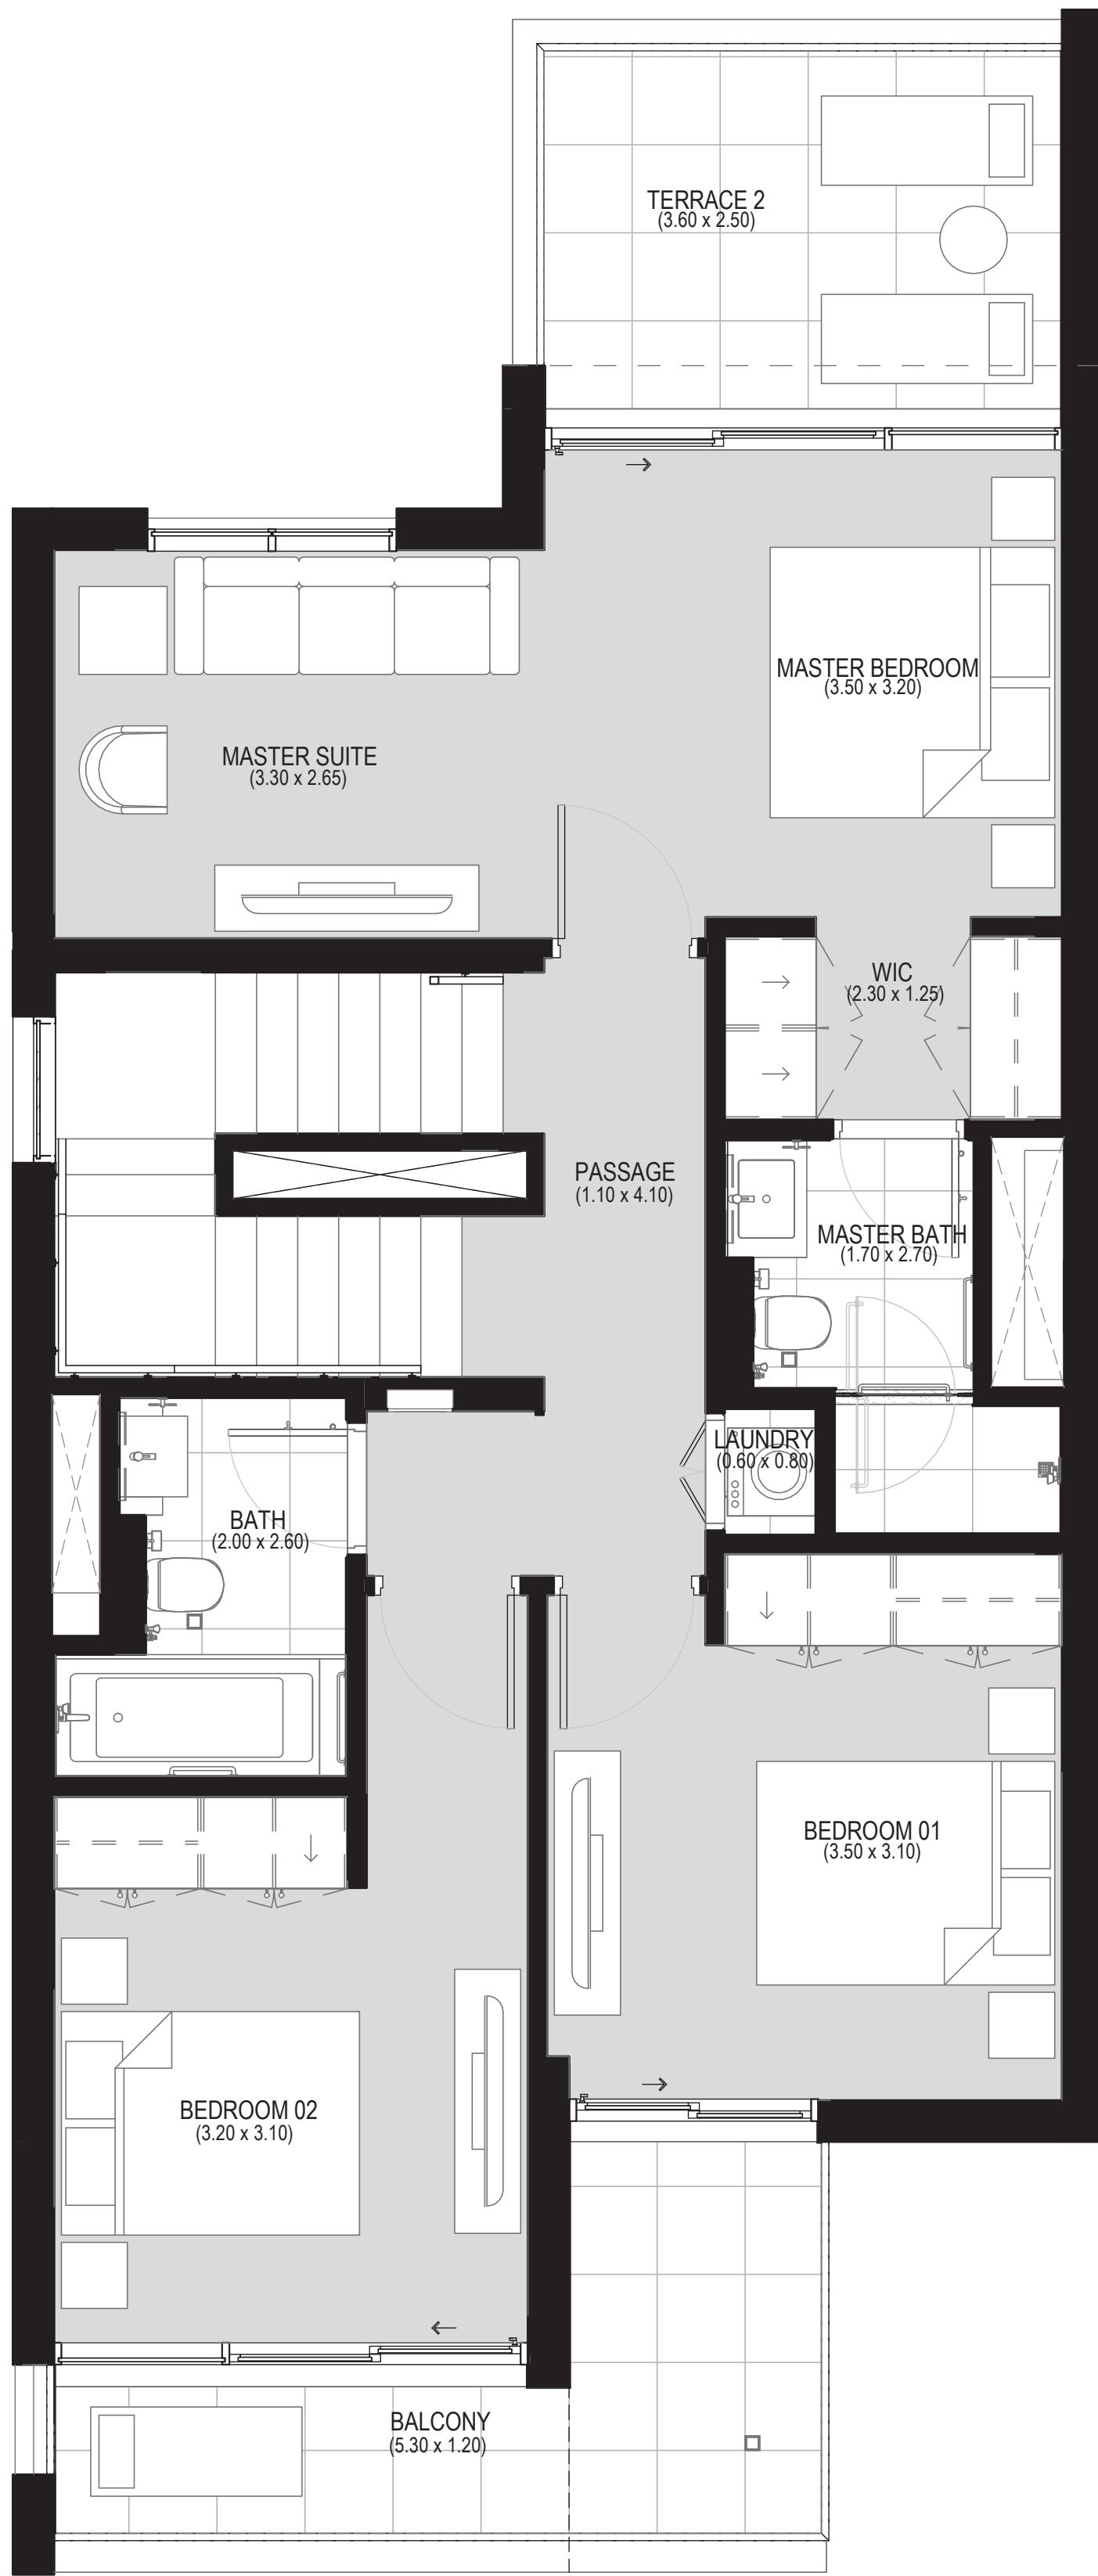 TERRACE 2
(3.60 x 2.50)
MASTER BEDROOM
(3.50 x 3.20)
MASTER SUITE
(3.30 x 2.65)
WIC
(2.30 x 1.25)
PASSAGE
(1.10 x 4.10)
MASTER BATH
(1.70 x 2.70)
LAUNDRY
(0.60 x 0.80)
BATH
(2.00 x 2.60)
BEDROOM 01
(3.50 x 3.10)
BEDROOM 02
(3.20 x 3.10)
BALCONY
(5.30 x 1.20)